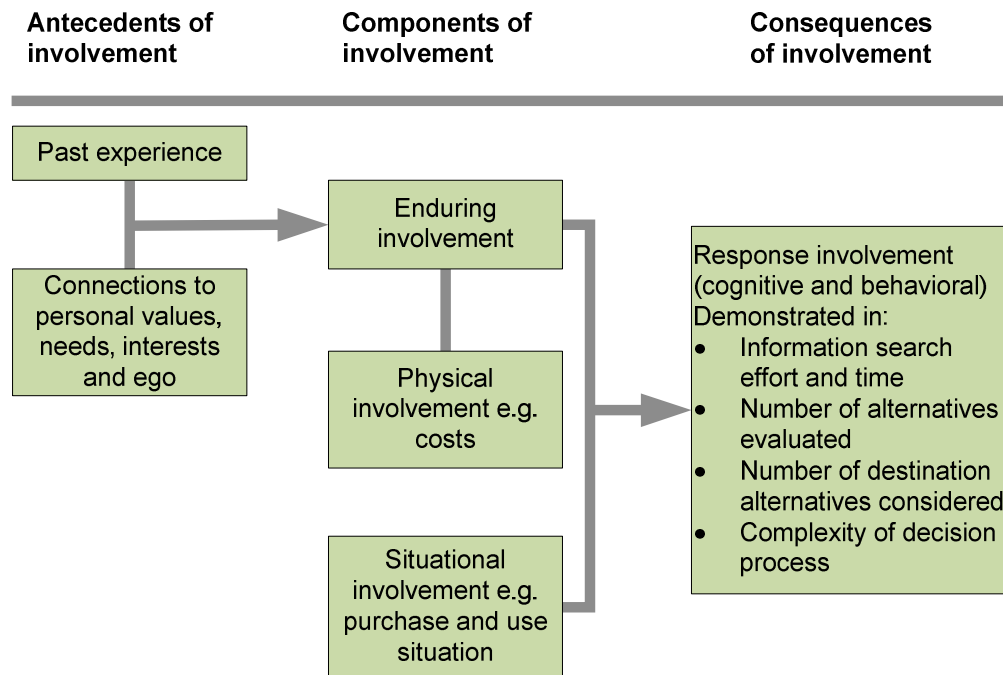 Antecedents of
involvement
Components of
involvement
Consequences
of involvement
Past experience
Connections to
personal values,
needs, interests
and ego
Enduring
involvement
Physical
involvement e.g.
costs
Situational
involvement e.g.
purchase and use
situation
Response involvement
(cognitive and behavioral)
Demonstrated in:
● Information search
effort and time
● Number of alternatives
evaluated
● Number of destination
alternatives considered
● Complexity of decision
process